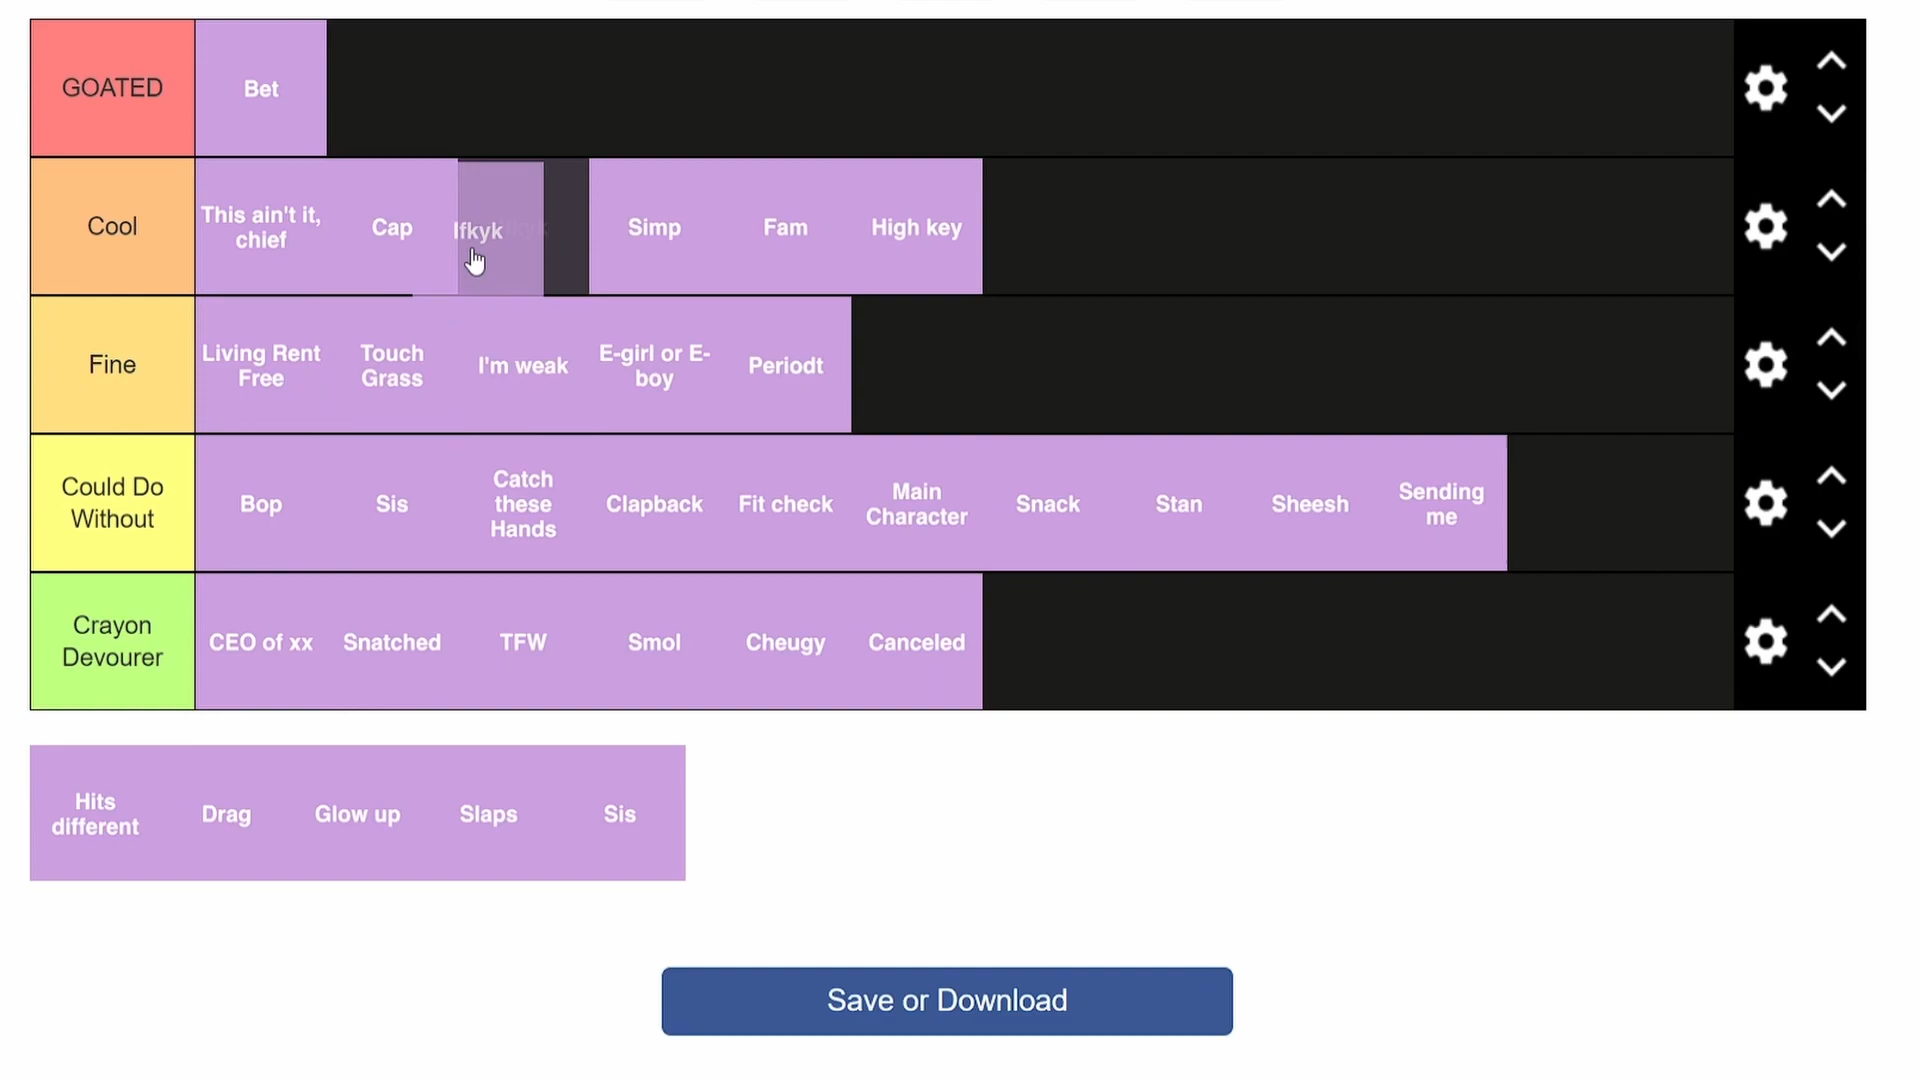 GOATED
Bet
Cool
This ain't it,
chief
Cap
Ifkyk
Simp
Fam
High key
Fine
Living Rent
Free
Touch
Grass
I'm weak
E-girl or E-
boy
Periodt
Could Do
Without
Bop
Sis
Catch
these
Hands
Clapback
Fit check
Main
Character
Snack
Stan
Sheesh
Sending
me
Crayon
Devourer
CEO of xx
Snatched
TFW
Smol
Cheugy
Canceled
Hits
different
Drag
Glow up
Slaps
Sis
Save or Download